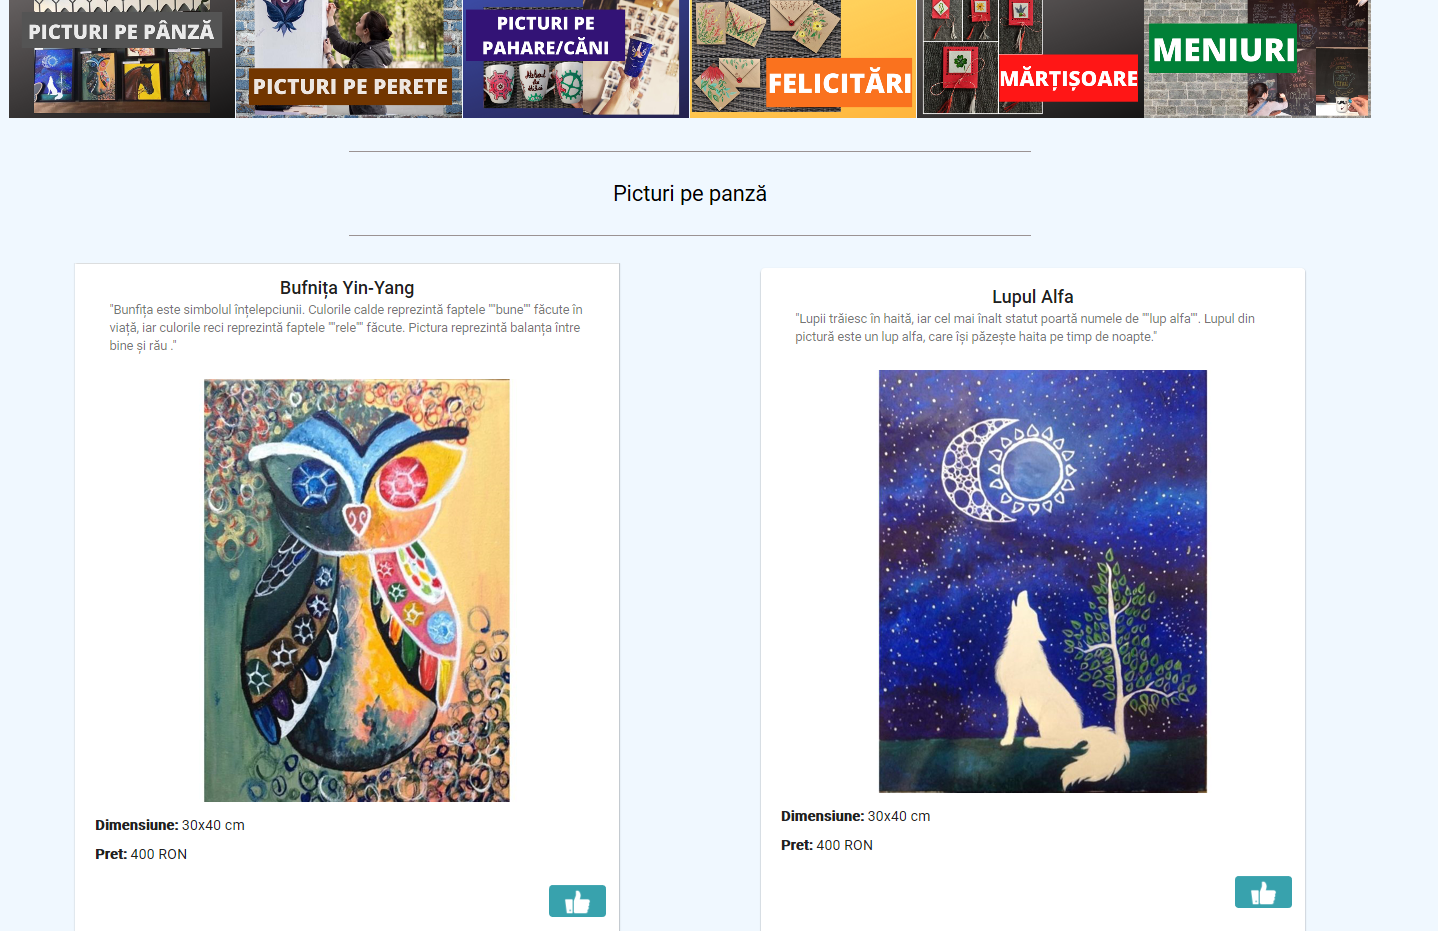 PICTURI PE PÂNZĂ
PICTURI PE PERETE
PICTURI PE
PAHARE/CĂNI
FELICITĂRI
MĂRȚIȘOARE
MENIURI
Picturi pe panză
Bufnița Yin-Yang
"Bunfița este simbolul înțelepciunii. Culorile calde reprezintă faptele ""bune"" făcute în
viață, iar culorile reci reprezintă faptele ""rele"" făcute. Pictura reprezintă balanța între
bine și rău ."
Dimensiune: 30x40 cm
Pret: 400 RON
Lupul Alfa
"Lupii trăiesc în haită, iar cel mai înalt statut poartă numele de ""lup alfa"". Lupul din
pictură este un lup alfa, care își păzește haita pe timp de noapte."
Dimensiune: 30x40 cm
Pret: 400 RON